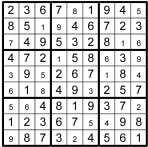 2 3 6 7 8 1 9 4 5
8 5 1 9 4 6 7 2 3
7 4 9 5 3 2 8 1 6
4 7 2 1 5 8 6 3 9
3 9 5 2 6 7 1 8 4
6 1 8 4 9 3 2 5 7
5 6 4 8 1 9 3 7 2
1 2 3 6 7 5 4 9 8
9 8 7 3 2 4 5 6 1